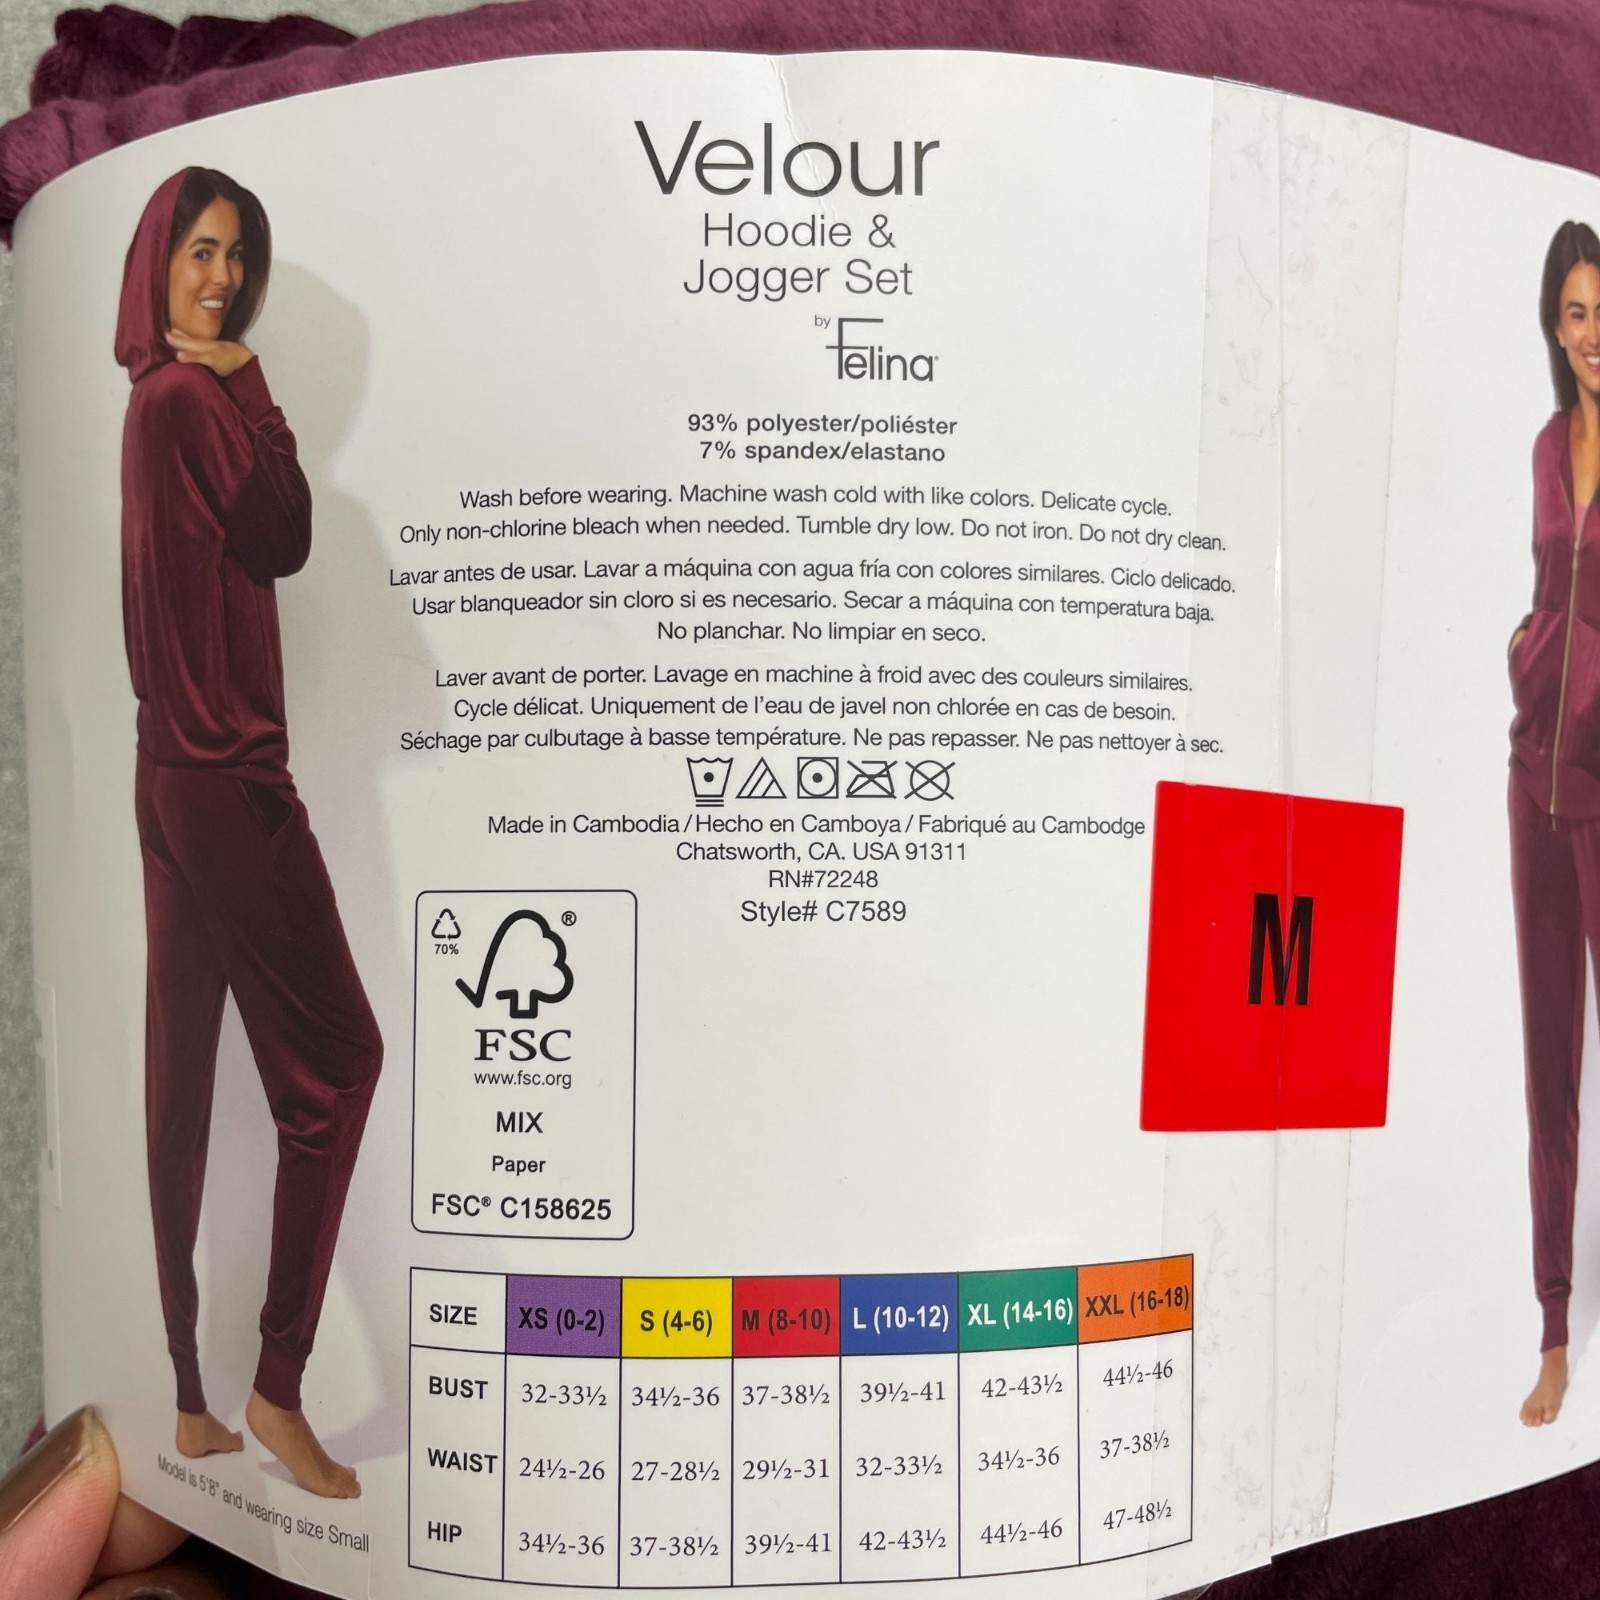 Velour
Hoodie &
Jogger Set
by Felina®
93% polyester/poliéster
7% spandex/elastano
Wash before wearing. Machine wash cold with like colors. Delicate cycle.
Only non-chlorine bleach when needed. Tumble dry low. Do not iron. Do not dry clean.
Lavar antes de usar. Lavar a máquina con agua fría con colores similares. Ciclo delicado.
Usar blanqueador sin cloro si es necesario. Secar a máquina con temperatura baja.
No planchar. No limpiar en seco.
Laver avant de porter. Lavage en machine à froid avec des couleurs similaires.
Cycle délicat. Uniquement de l'eau de javel non chlorée en cas de besoin.
Séchage par culbutage à basse température. Ne pas repasser. Ne pas nettoyer à sec.
Made in Cambodia/Hecho en Camboya/Fabriqué au Cambodge
Chatsworth, CA. USA 91311
RN#72248
Style# C7589
M
70%
®
FSC
www.fsc.org
MIX
Paper
FSC® C158625
SIZE XS (0-2) S (4-6) M (8-10) L (10-12) XL (14-16) XXL (16-18)
BUST 32-33½ 34½-36 37-38½ 39½-41 42-43½ 44½-46
WAIST 24½-26 27-28½ 29½-31 32-33½ 34½-36 37-38½
HIP 34½-36 37-38½ 39½-41 42-43½ 44½-46 47-48½
Model is 5'8" and wearing size Small